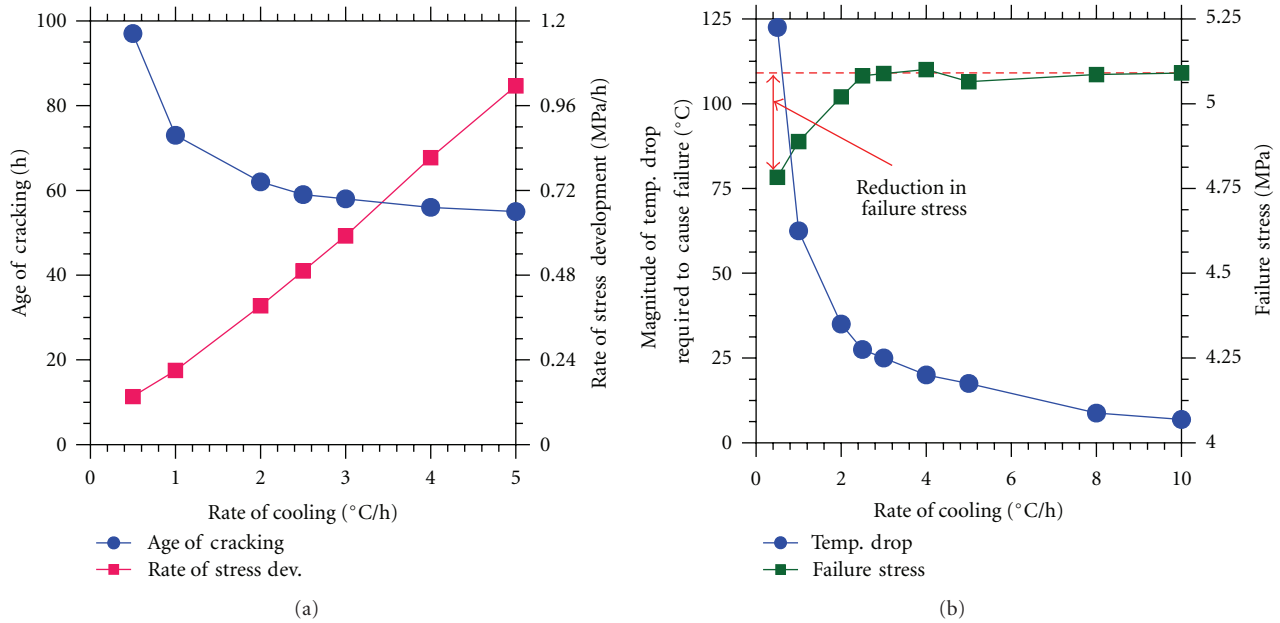 100
80
60
40
20
0
Age of cracking (h)
1.2
0.96
0.72
0.48
0.24
0
Rate of stress development (MPa/h)
0 1 2 3 4 5
Rate of cooling (°C/h)
Age of cracking
Rate of stress dev.
(a)
125
100
75
50
25
0
Magnitude of temp. drop
required to cause failure (°C)
5.25
5
4.75
4.5
4.25
4
Failure stress (MPa)
Reduction in
failure stress
0 2 4 6 8 10
Rate of cooling (°C/h)
Temp. drop
Failure stress
(b)